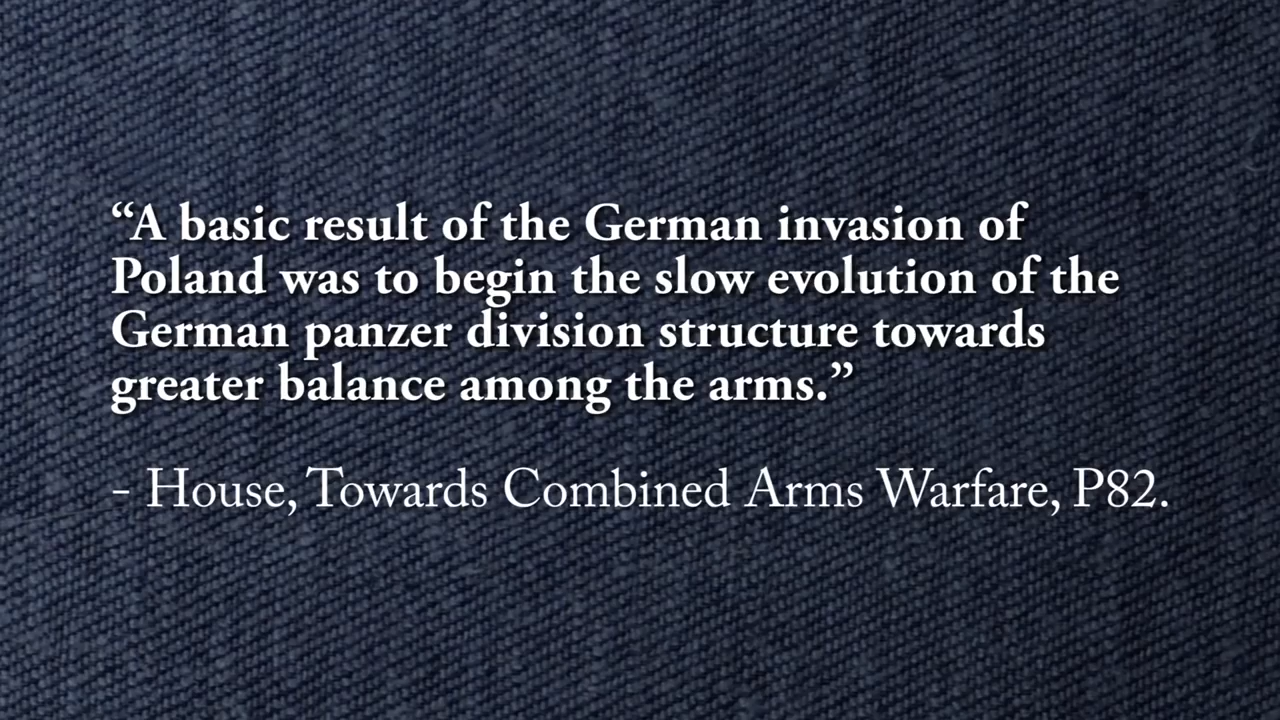 “A basic result of the German invasion of
Poland was to begin the slow evolution of the
German panzer division structure towards
greater balance among the arms.”
- House, Towards Combined Arms Warfare, P82.